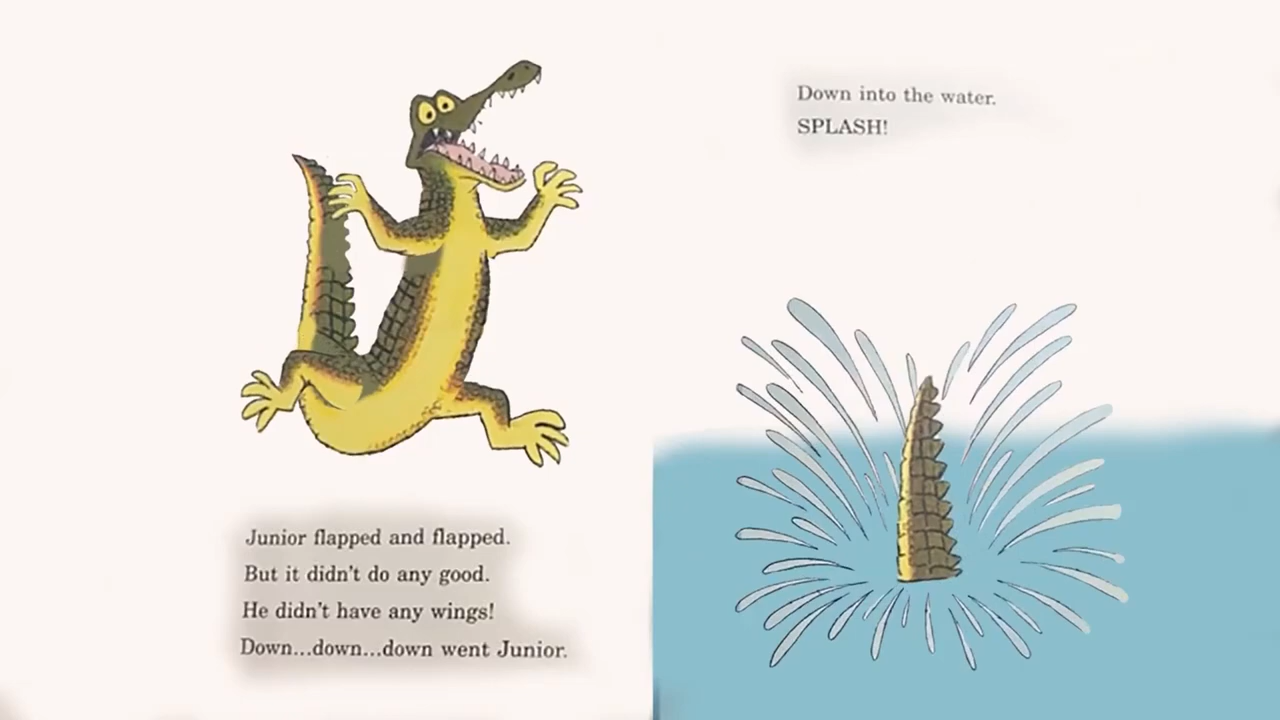 Junior flapped and flapped.
But it didn't do any good.
He didn't have any wings!
Down...down...down went Junior.
Down into the water.
SPLASH!